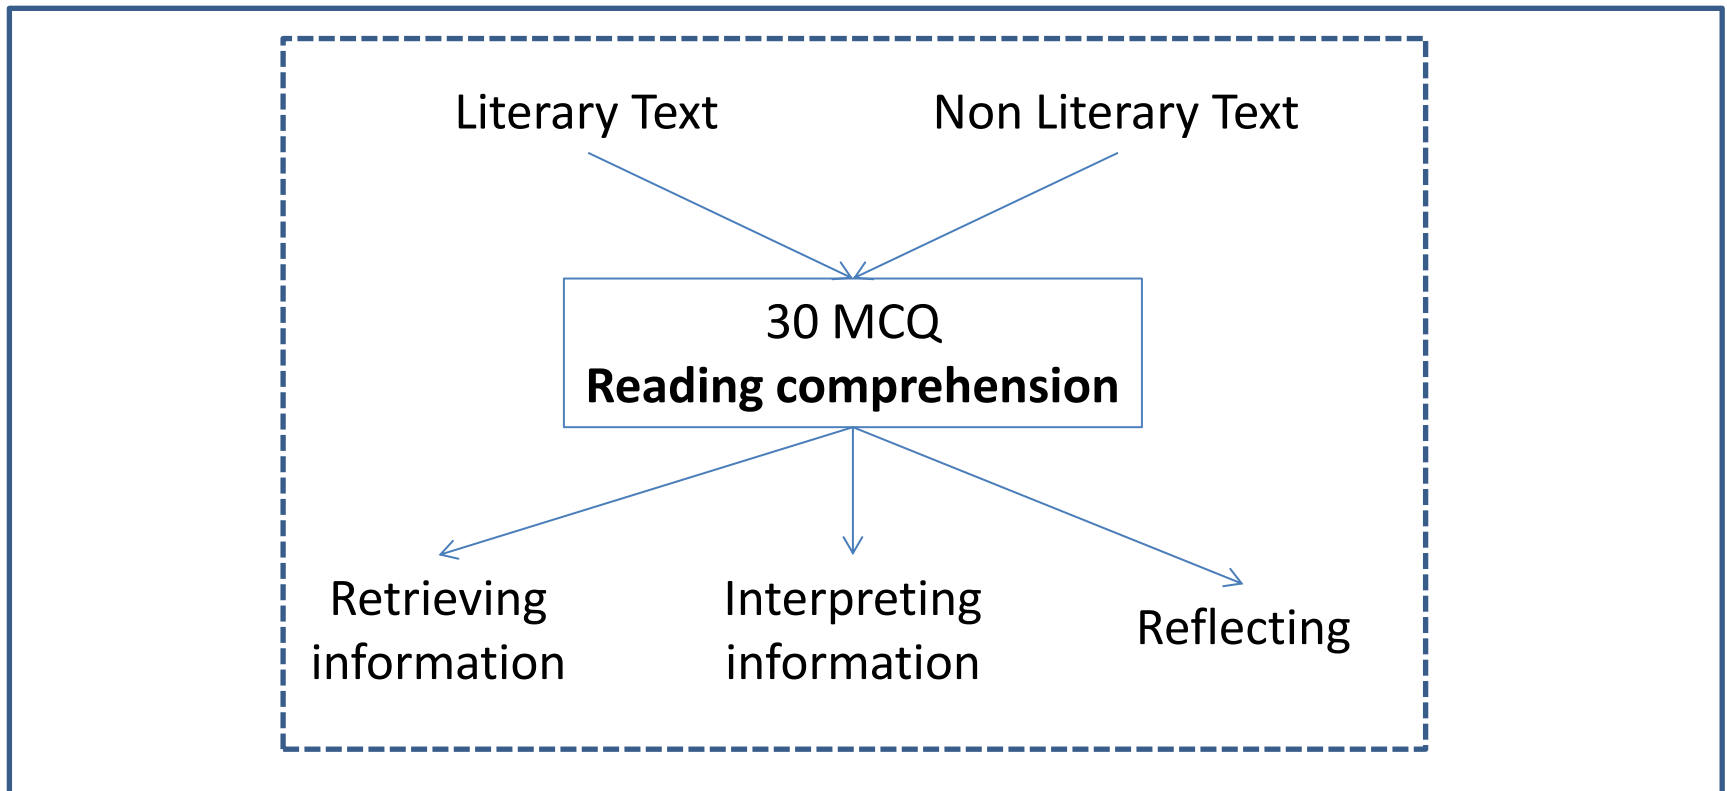 Literary Text
Non Literary Text
30 MCQ
Reading comprehension
Retrieving
information
Interpreting
information
Reflecting